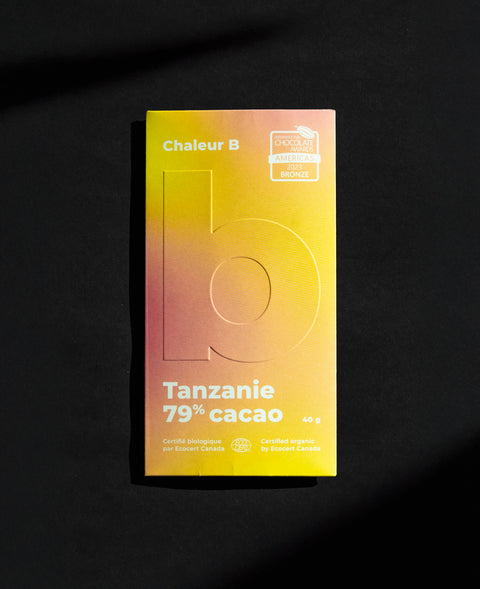 Chaleur B
INTERNATIONAL
CHOCOLATE
AWARDS
AMERICAS
2023
BRONZE
b
Tanzanie
79% cacao
40 g
Certifié biologique
par Ecocert Canada
Certified organic
by Ecocert Canada